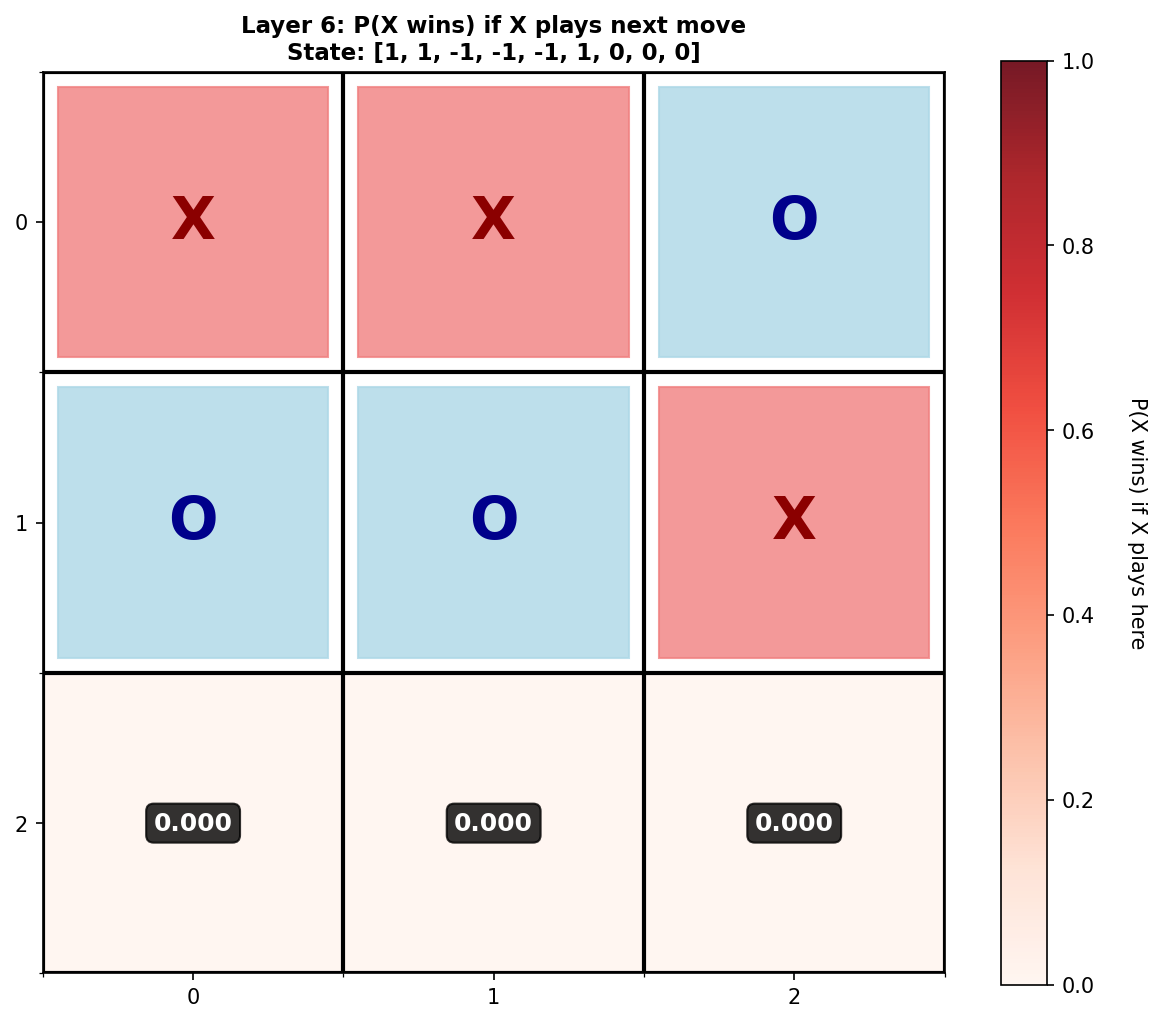 Layer 6: P(X wins) if X plays next move
State: [1, 1, -1, -1, -1, 1, 0, 0, 0]
X X O
O O X
0.000 0.000 0.000
0
1
2
0 1 2
1.0
0.8
0.6
0.4
0.2
0.0
P(X wins) if X plays here